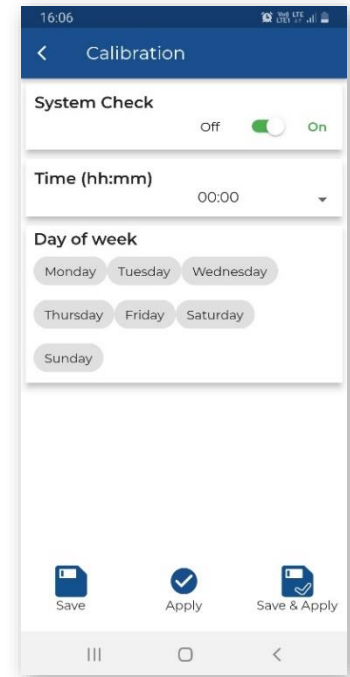 16:06
Calibration
System Check
Off On
Time (hh:mm)
00:00
Day of week
Monday Tuesday Wednesday
Thursday Friday Saturday
Sunday
Save Apply Save & Apply